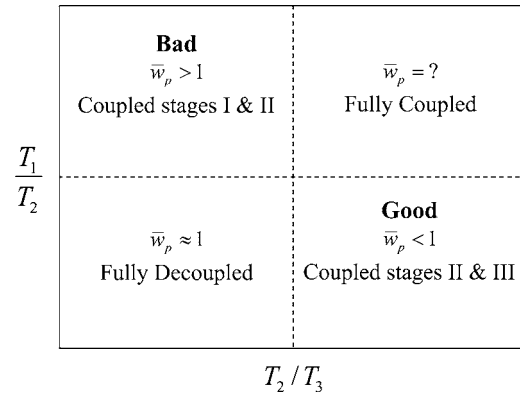 Bad
w̅ₚ > 1
Coupled stages I & II
w̅ₚ = ?
Fully Coupled
T₁
T₂
w̅ₚ ≈ 1
Fully Decoupled
Good
w̅ₚ < 1
Coupled stages II & III
T₂ / T₃